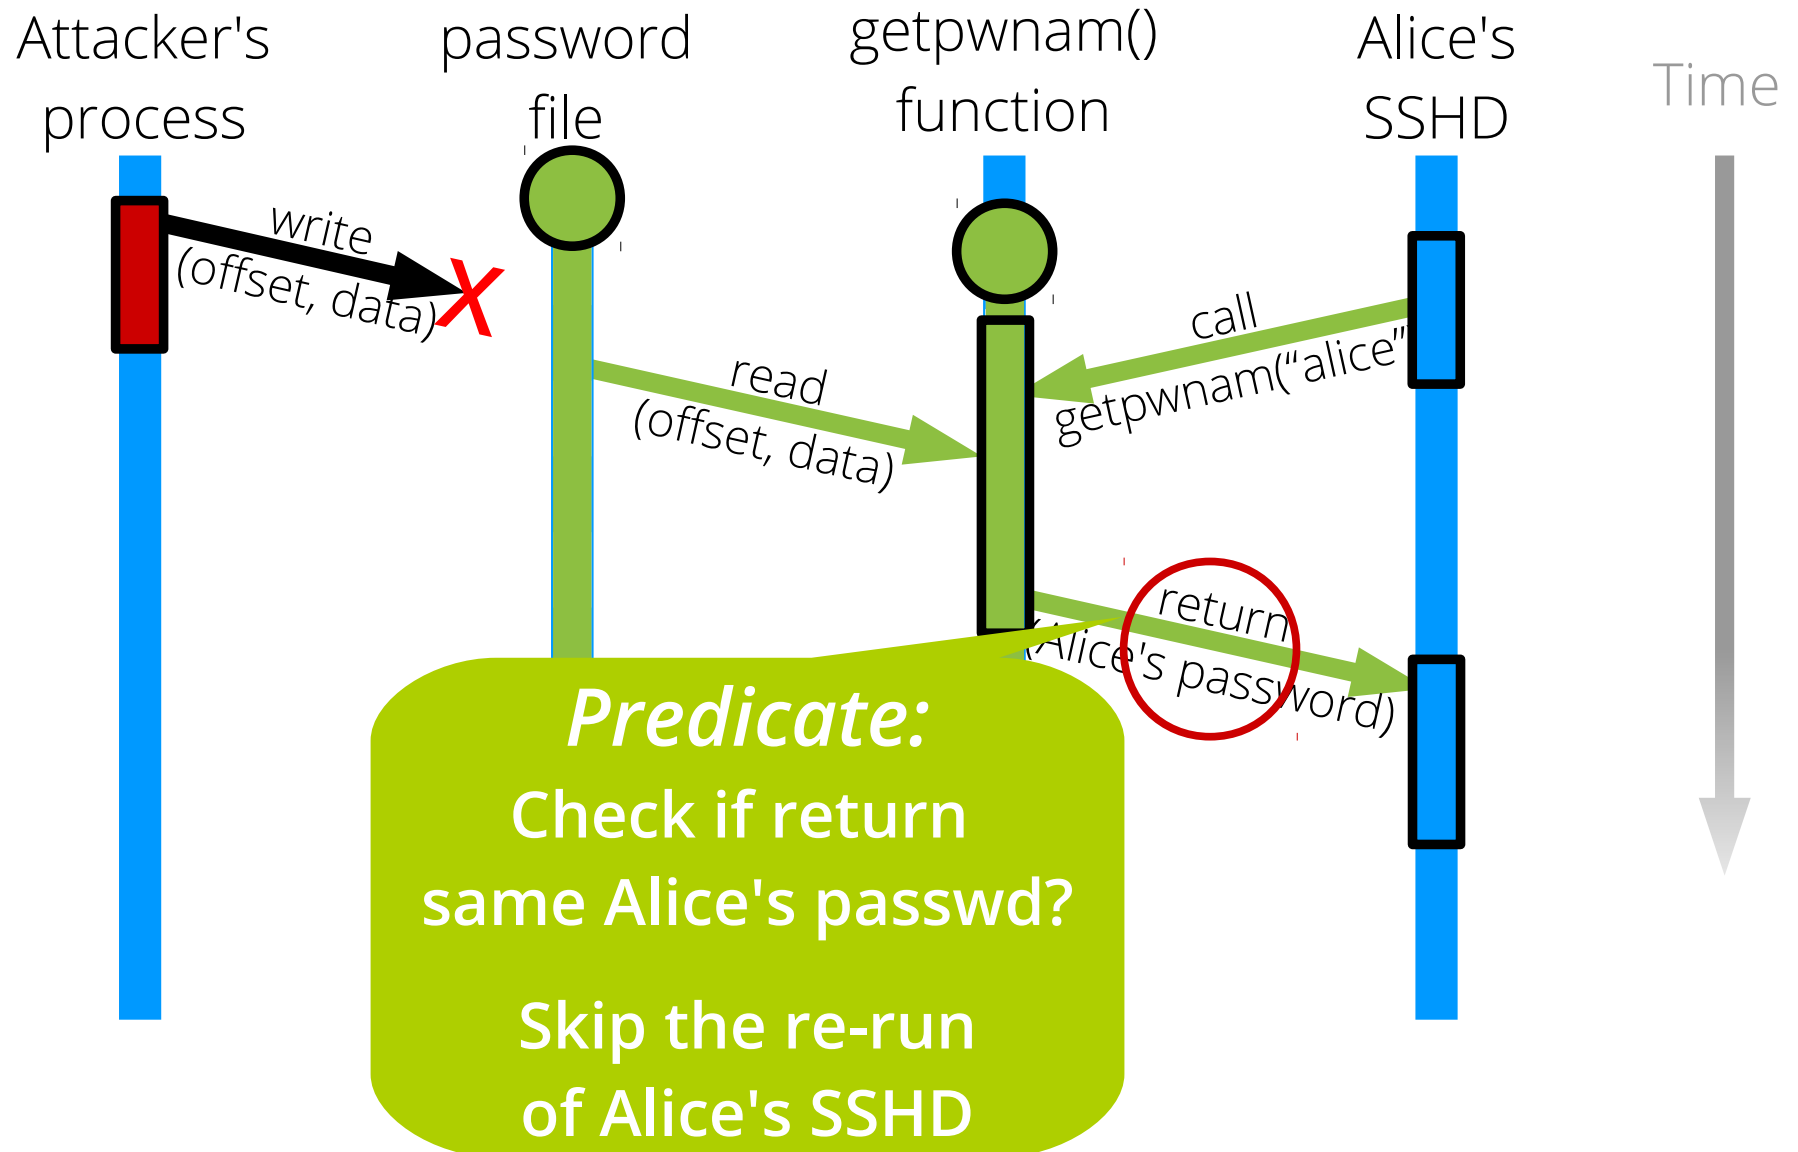 Attacker's
process
password
file
getpwnam()
function
Alice's
SSHD
Time
write
(offset, data)
X
call
getpwnam(“alice”)
read
(offset, data)
return
(Alice's password)
Predicate:
Check if return
same Alice's passwd?
Skip the re-run
of Alice's SSHD